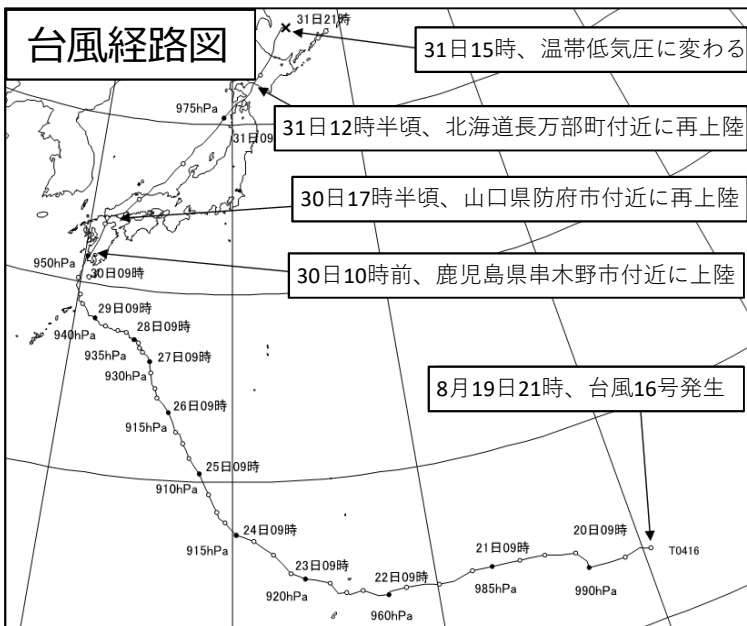 台風経路図
31日21時
31日15時、温帯低気圧に変わる
975hPa
31日12時半頃、北海道長万部町付近に再上陸
31日09
30日17時半頃、山口県防府市付近に再上陸
950hPa
30日09時
30日10時前、鹿児島県串木野市付近に上陸
29日09時
940hPa
28日09時
935hPa
27日09時
930hPa
8月19日21時、台風16号発生
26日09時
915hPa
25日09時
910hPa
24日09時
915hPa
20日09時
T0416
21日09時
23日09時
22日09時
985hPa
990hPa
920hPa
960hPa